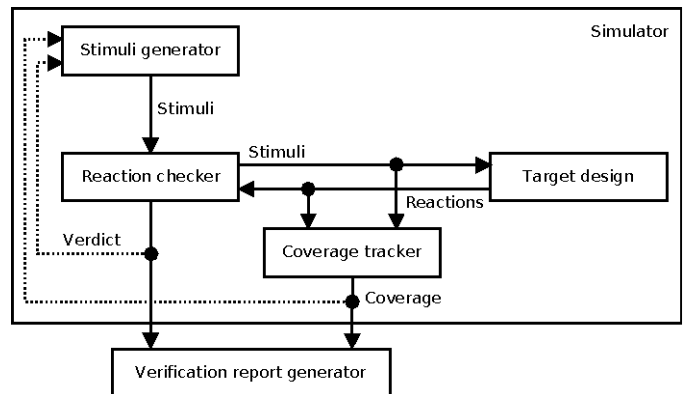 Simulator
Stimuli generator
Stimuli
Stimuli
Reaction checker
Target design
Reactions
Verdict
Coverage tracker
Coverage
Verification report generator